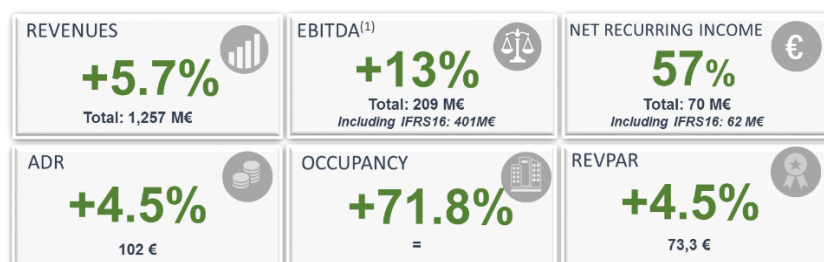 REVENUES
+5.7%
Total: 1,257 M€
EBITDA(1)
+13%
Total: 209 M€
Including IFRS16: 401M€
NET RECURRING INCOME
€
57%
Total: 70 M€
Including IFRS16: 62 M€
ADR
+4.5%
102 €
OCCUPANCY
+71.8%
=
REVPAR
+4.5%
73,3 €